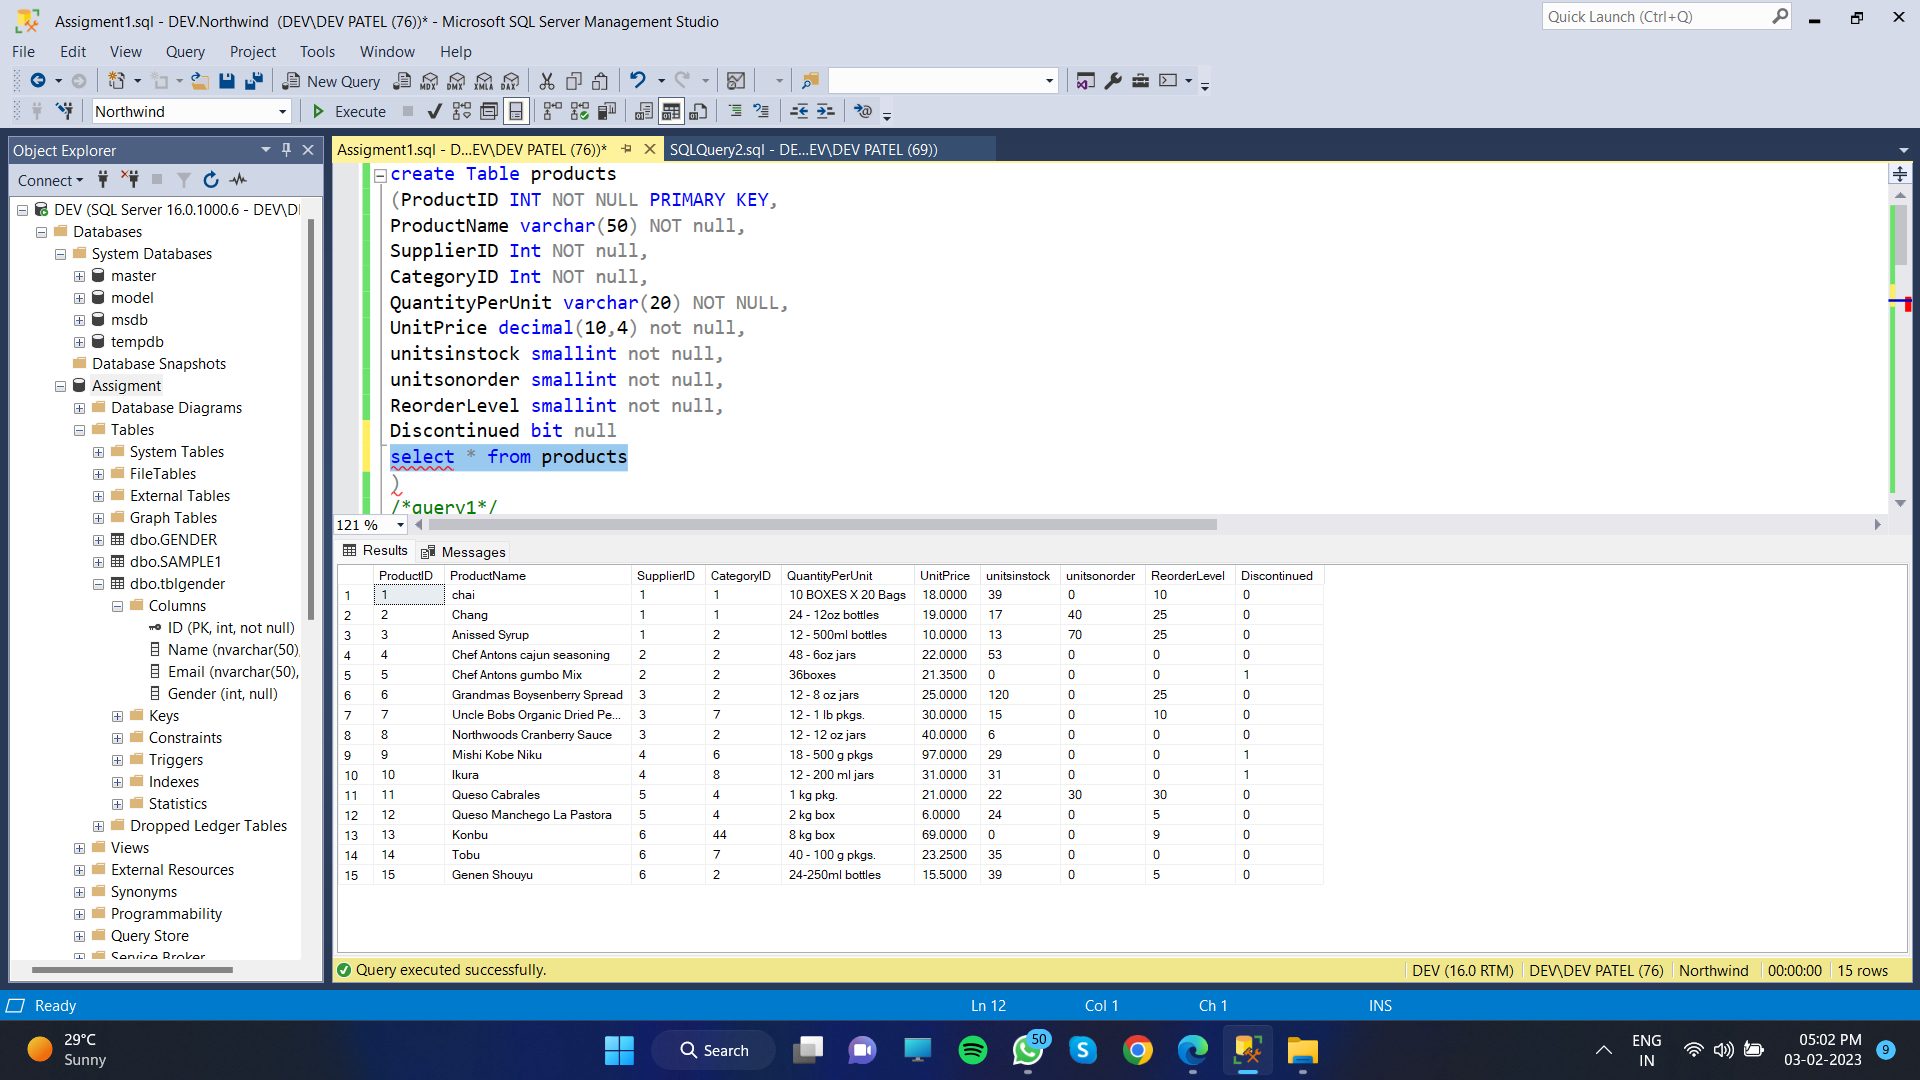 Assigment1.sql - DEV.Northwind (DEV\DEV PATEL (76))* - Microsoft SQL Server Management Studio
Quick Launch (Ctrl+Q)
File Edit View Query Project Tools Window Help
New Query MDX DMX XMLA DAX
Northwind Execute
Object Explorer
Connect
DEV (SQL Server 16.0.1000.6 - DEV\D
Databases
System Databases
master
model
msdb
tempdb
Database Snapshots
Assigment
Database Diagrams
Tables
System Tables
FileTables
External Tables
Graph Tables
dbo.GENDER
dbo.SAMPLE1
dbo.tblgender
Columns
ID (PK, int, not null)
Name (nvarchar(50),
Email (nvarchar(50),
Gender (int, null)
Keys
Constraints
Triggers
Indexes
Statistics
Dropped Ledger Tables
Views
External Resources
Synonyms
Programmability
Query Store
Service Broker
Assigment1.sql - D...EV\DEV PATEL (76))* SQLQuery2.sql - DE...EV\DEV PATEL (69))
create Table products
(ProductID INT NOT NULL PRIMARY KEY,
ProductName varchar(50) NOT null,
SupplierID Int NOT null,
CategoryID Int NOT null,
QuantityPerUnit varchar(20) NOT NULL,
UnitPrice decimal(10,4) not null,
unitsinstock smallint not null,
unitsonorder smallint not null,
ReorderLevel smallint not null,
Discontinued bit null
select * from products
)
/*query1*/
121 %
Results Messages
ProductID ProductName SupplierID CategoryID QuantityPerUnit UnitPrice unitsinstock unitsonorder ReorderLevel Discontinued
1 1 chai 1 1 10 BOXES X 20 Bags 18.0000 39 0 10 0
2 2 Chang 1 1 24 - 12oz bottles 19.0000 17 40 25 0
3 3 Anissed Syrup 1 2 12 - 500ml bottles 10.0000 13 70 25 0
4 4 Chef Antons cajun seasoning 2 2 48 - 6oz jars 22.0000 53 0 0 0
5 5 Chef Antons gumbo Mix 2 2 36boxes 21.3500 0 0 0 1
6 6 Grandmas Boysenberry Spread 3 2 12 - 8 oz jars 25.0000 120 0 25 0
7 7 Uncle Bobs Organic Dried Pe... 3 7 12 - 1 lb pkgs. 30.0000 15 0 10 0
8 8 Northwoods Cranberry Sauce 3 2 12 - 12 oz jars 40.0000 6 0 0 0
9 9 Mishi Kobe Niku 4 6 18 - 500 g pkgs 97.0000 29 0 0 1
10 10 Ikura 4 8 12 - 200 ml jars 31.0000 31 0 0 1
11 11 Queso Cabrales 5 4 1 kg pkg. 21.0000 22 30 30 0
12 12 Queso Manchego La Pastora 5 4 2 kg box 6.0000 24 0 5 0
13 13 Konbu 6 44 8 kg box 69.0000 0 0 9 0
14 14 Tobu 6 7 40 - 100 g pkgs. 23.2500 35 0 0 0
15 15 Genen Shouyu 6 2 24-250ml bottles 15.5000 39 0 5 0
Query executed successfully. DEV (16.0 RTM) DEV\DEV PATEL (76) Northwind 00:00:00 15 rows
Ready Ln 12 Col 1 Ch 1 INS
29°C
Sunny
Search
50
ENG
IN
05:02 PM
03-02-2023
9